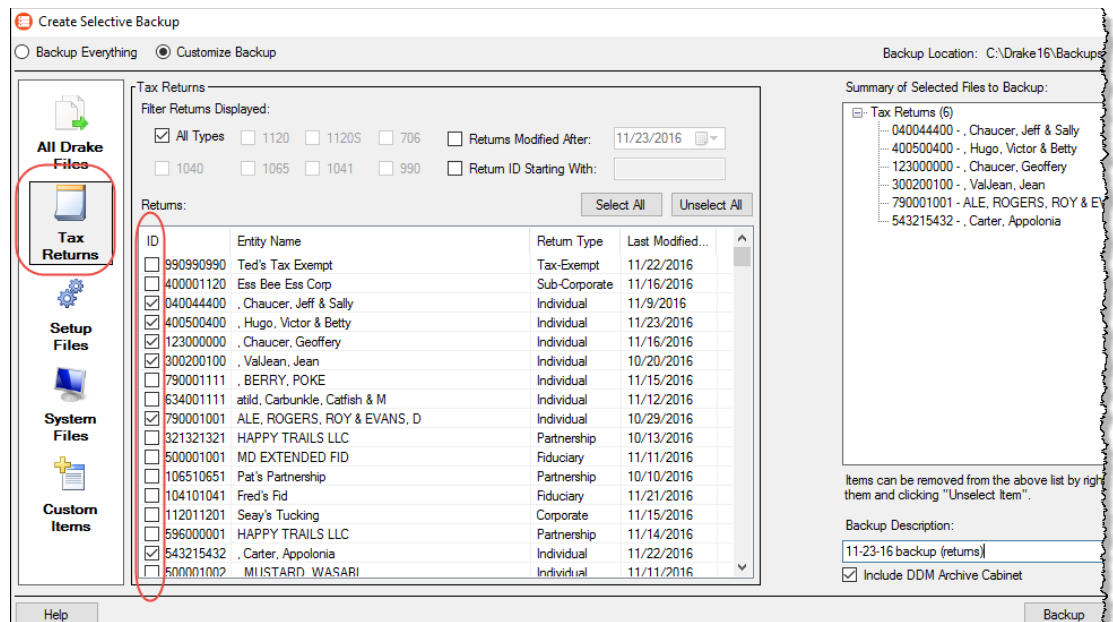 Create Selective Backup
Backup Everything Customize Backup Backup Location: C:\Drake16\Backups
All Drake Files
Tax Returns
Setup Files
System Files
Custom Items
Tax Returns
Filter Returns Displayed:
All Types 1120 1120S 706 Returns Modified After: 11/23/2016
1040 1065 1041 990 Return ID Starting With:
Returns: Select All Unselect All
ID Entity Name Return Type Last Modified...
990990990 Ted's Tax Exempt Tax-Exempt 11/22/2016
400001120 Ess Bee Ess Corp Sub-Corporate 11/16/2016
040044400 , Chaucer, Jeff & Sally Individual 11/9/2016
400500400 , Hugo, Victor & Betty Individual 11/23/2016
123000000 , Chaucer, Geoffery Individual 11/16/2016
300200100 , ValJean, Jean Individual 10/20/2016
790001111 , BERRY, POKE Individual 11/15/2016
634001111 atild, Carbunkle, Catfish & M Individual 11/12/2016
790001001 ALE, ROGERS, ROY & EVANS, D Individual 10/29/2016
321321321 HAPPY TRAILS LLC Partnership 10/13/2016
500001001 MD EXTENDED FID Fiduciary 11/11/2016
106510651 Pat's Partnership Partnership 10/10/2016
104101041 Fred's Fid Fiduciary 11/21/2016
112011201 Seay's Tucking Corporate 11/15/2016
596000001 HAPPY TRAILS LLC Partnership 11/14/2016
543215432 , Carter, Appolonia Individual 11/22/2016
500001002 MUSTARD WASABI Individual 11/11/2016
Summary of Selected Files to Backup:
Tax Returns (6)
040044400 - , Chaucer, Jeff & Sally
400500400 - , Hugo, Victor & Betty
123000000 - , Chaucer, Geoffery
300200100 - , ValJean, Jean
790001001 - ALE, ROGERS, ROY & EV
543215432 - , Carter, Appolonia
Items can be removed from the above list by righ
them and clicking "Unselect Item".
Backup Description:
11-23-16 backup (returns)
Include DDM Archive Cabinet
Help Backup